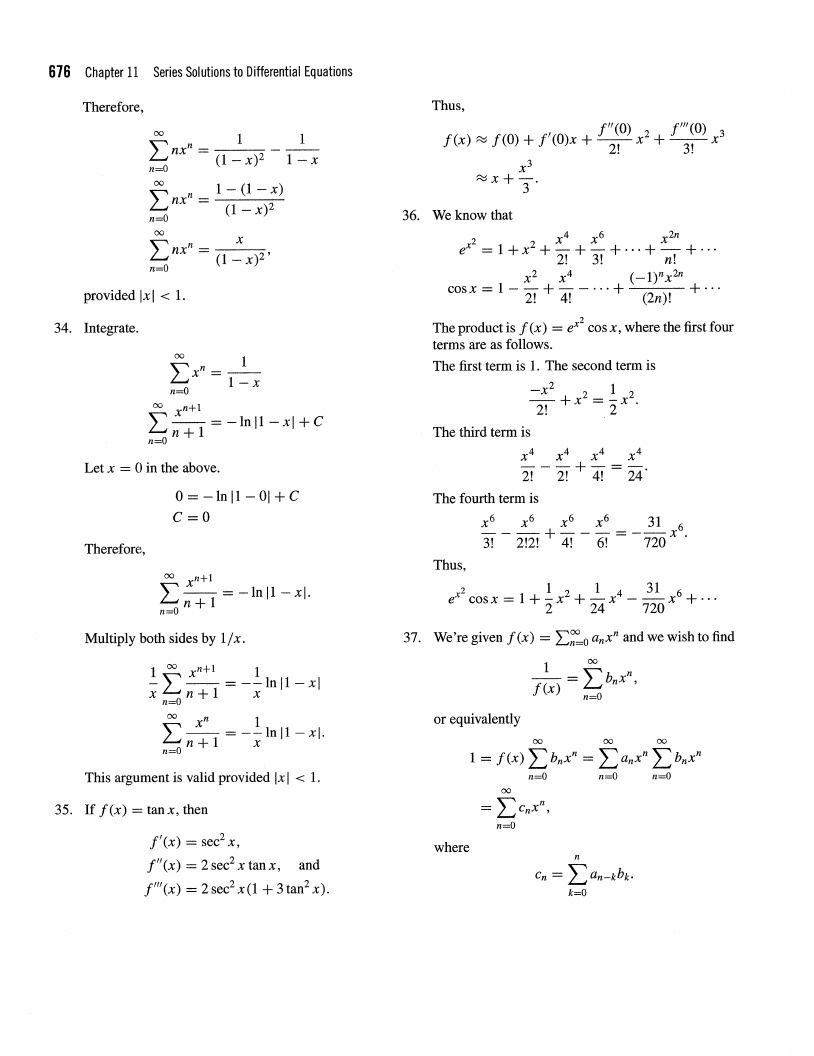 676 Chapter 11 Series Solutions to Differential Equations
Therefore,
$$\sum_{n=0}^{\infty} nx^n = \frac{1}{(1-x)^2} - \frac{1}{1-x}$$
$$\sum_{n=0}^{\infty} nx^n = \frac{1-(1-x)}{(1-x)^2}$$
$$\sum_{n=0}^{\infty} nx^n = \frac{x}{(1-x)^2},$$
provided |x| < 1.
34. Integrate.
$$\sum_{n=0}^{\infty} x^n = \frac{1}{1-x}$$
$$\sum_{n=0}^{\infty} \frac{x^{n+1}}{n+1} = -\ln|1-x| + C$$
Let x = 0 in the above.
$$0 = -\ln|1-0| + C$$
$$C = 0$$
Therefore,
$$\sum_{n=0}^{\infty} \frac{x^{n+1}}{n+1} = -\ln|1-x|.$$
Multiply both sides by 1/x.
$$\frac{1}{x}\sum_{n=0}^{\infty} \frac{x^{n+1}}{n+1} = -\frac{1}{x}\ln|1-x|$$
$$\sum_{n=0}^{\infty} \frac{x^n}{n+1} = -\frac{1}{x}\ln|1-x|.$$
This argument is valid provided |x| < 1.
35. If f(x) = tan x, then
$$f'(x) = \sec^2 x,$$
$$f''(x) = 2\sec^2 x \tan x, \quad \text{and}$$
$$f'''(x) = 2\sec^2 x(1 + 3\tan^2 x).$$
Thus,
$$f(x) \approx f(0) + f'(0)x + \frac{f''(0)}{2!}x^2 + \frac{f'''(0)}{3!}x^3$$
$$\approx x + \frac{x^3}{3}.$$
36. We know that
$$e^{x^2} = 1 + x^2 + \frac{x^4}{2!} + \frac{x^6}{3!} + \cdots + \frac{x^{2n}}{n!} + \cdots$$
$$\cos x = 1 - \frac{x^2}{2!} + \frac{x^4}{4!} - \cdots + \frac{(-1)^n x^{2n}}{(2n)!} + \cdots$$
The product is $f(x) = e^{x^2} \cos x$, where the first four
terms are as follows.
The first term is 1. The second term is
$$\frac{-x^2}{2!} + x^2 = \frac{1}{2}x^2.$$
The third term is
$$\frac{x^4}{2!} - \frac{x^4}{2!} + \frac{x^4}{4!} = \frac{x^4}{24}.$$
The fourth term is
$$\frac{x^6}{3!} - \frac{x^6}{2!2!} + \frac{x^6}{4!} - \frac{x^6}{6!} = -\frac{31}{720}x^6.$$
Thus,
$$e^{x^2} \cos x = 1 + \frac{1}{2}x^2 + \frac{1}{24}x^4 - \frac{31}{720}x^6 + \cdots$$
37. We're given $f(x) = \sum_{n=0}^{\infty} a_n x^n$ and we wish to find
$$\frac{1}{f(x)} = \sum_{n=0}^{\infty} b_n x^n,$$
or equivalently
$$1 = f(x)\sum_{n=0}^{\infty} b_n x^n = \sum_{n=0}^{\infty} a_n x^n \sum_{n=0}^{\infty} b_n x^n$$
$$= \sum_{n=0}^{\infty} c_n x^n,$$
where
$$c_n = \sum_{k=0}^{n} a_{n-k} b_k.$$